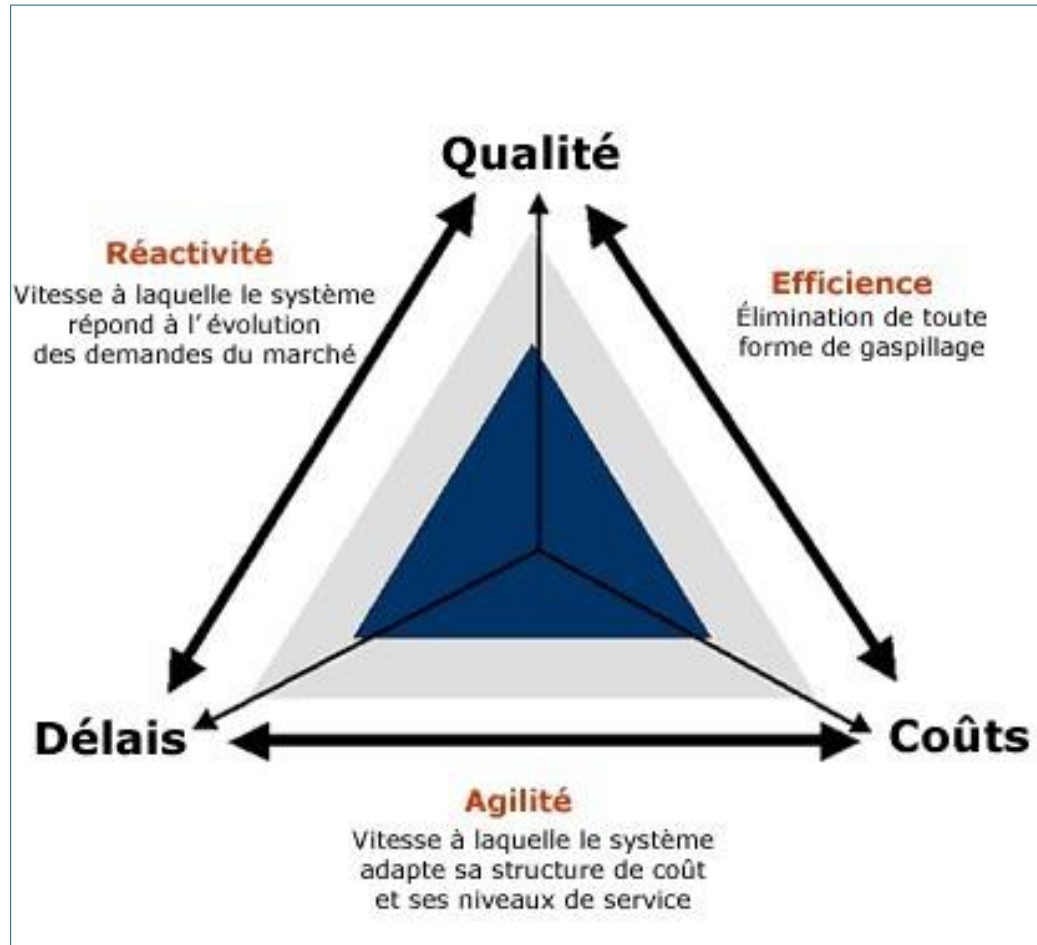 Qualité
Réactivité
Vitesse à laquelle le système
répond à l' évolution
des demandes du marché
Efficience
Élimination de toute
forme de gaspillage
Délais
Coûts
Agilité
Vitesse à laquelle le système
adapte sa structure de coût
et ses niveaux de service